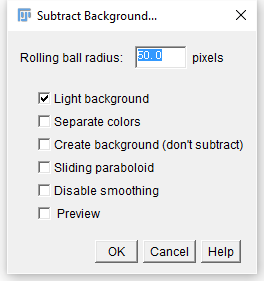 Subtract Background...
Rolling ball radius: 50.0 pixels
Light background
Separate colors
Create background (don't subtract)
Sliding paraboloid
Disable smoothing
Preview
OK Cancel Help